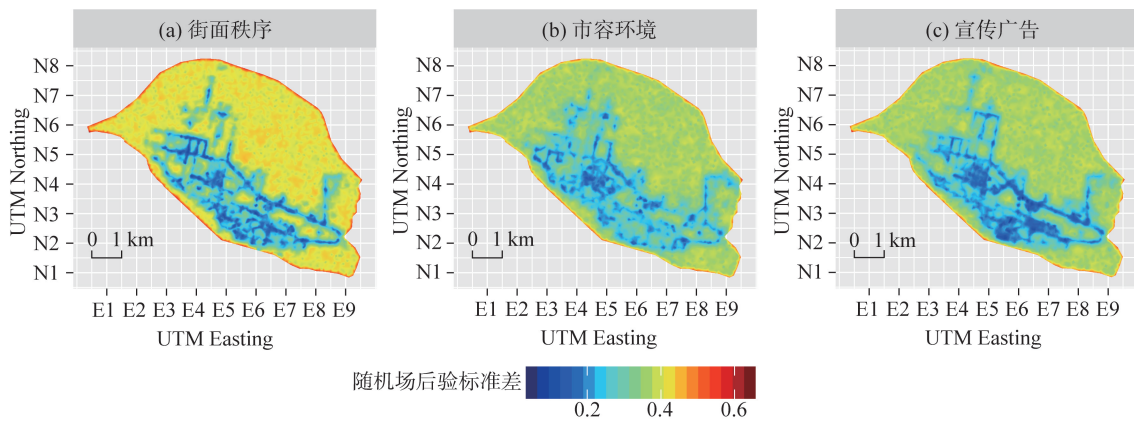 (a) 街面秩序
(b) 市容环境
(c) 宣传广告
UTM Northing
N8
N7
N6
N5
N4
N3
N2
N1
0 1 km
E1 E2 E3 E4 E5 E6 E7 E8 E9
UTM Easting
UTM Northing
N8
N7
N6
N5
N4
N3
N2
N1
0 1 km
E1 E2 E3 E4 E5 E6 E7 E8 E9
UTM Easting
UTM Northing
N8
N7
N6
N5
N4
N3
N2
N1
0 1 km
E1 E2 E3 E4 E5 E6 E7 E8 E9
UTM Easting
随机场后验标准差
0.2 0.4 0.6